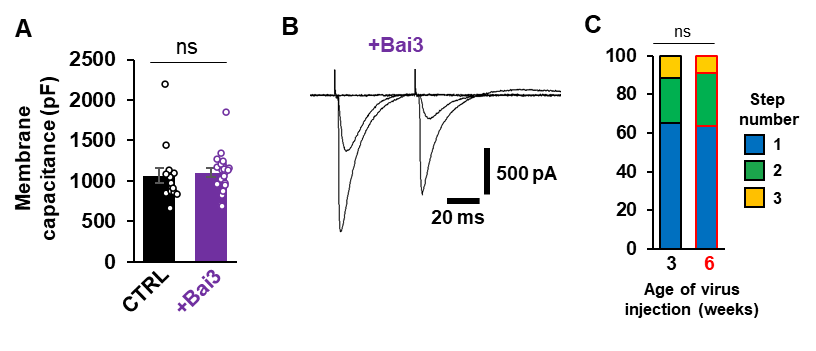 A
ns
Membrane
capacitance (pF)
2500
2000
1500
1000
500
0
CTRL
+Bai3
B
+Bai3
500 pA
20 ms
C
ns
100
80
60
40
20
0
3
6
Age of virus
injection (weeks)
Step
number
1
2
3